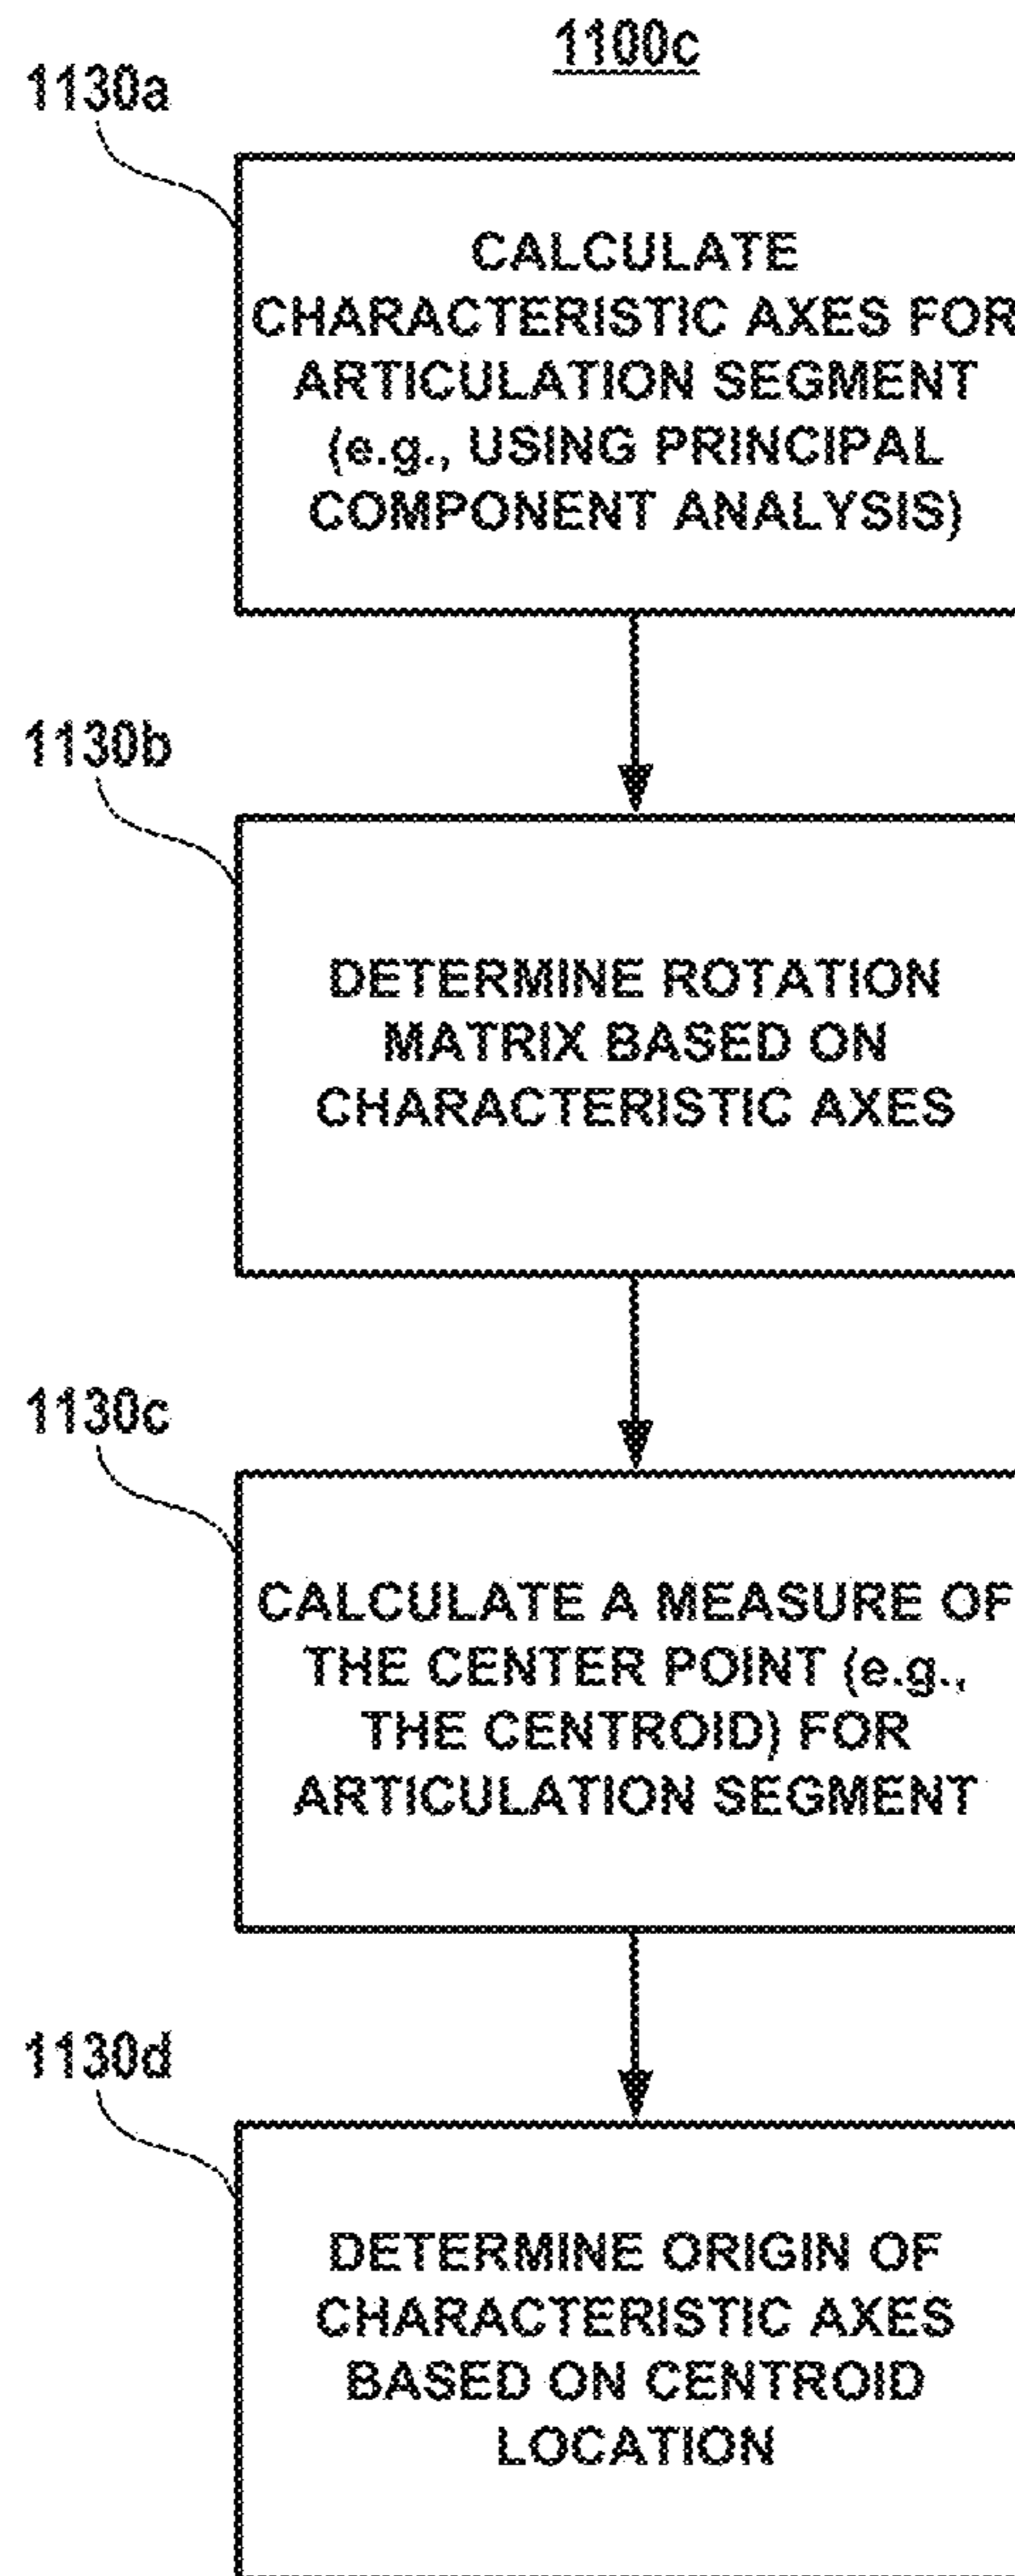 1100c
1130a
CALCULATE
CHARACTERISTIC AXES FOR
ARTICULATION SEGMENT
(e.g., USING PRINCIPAL
COMPONENT ANALYSIS)
1130b
DETERMINE ROTATION
MATRIX BASED ON
CHARACTERISTIC AXES
1130c
CALCULATE A MEASURE OF
THE CENTER POINT (e.g.,
THE CENTROID) FOR
ARTICULATION SEGMENT
1130d
DETERMINE ORIGIN OF
CHARACTERISTIC AXES
BASED ON CENTROID
LOCATION